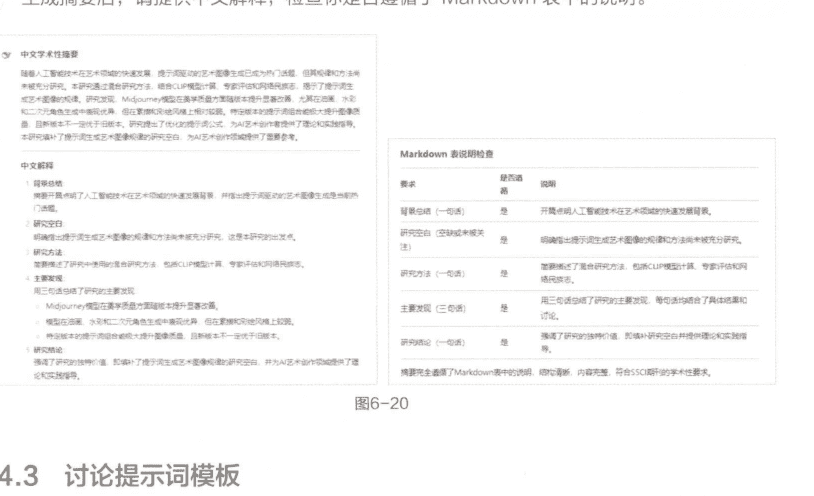 生成摘要后，请提供中文解释，检查你是否遵循了 Markdown 表中的说明。
中文学术性摘要
随着人工智能技术在艺术领域的快速发展，提示词驱动的艺术图像生成已成为热门话题，但其规律和方法尚
未被充分研究。本研究通过混合研究方法，结合CLIP模型计算、专家评估和网络民族志，揭示了提示词生
成艺术图像的规律。研究发现，Midjourney模型在美学质量方面随版本提升显著改善，尤其在油画、水彩
和二次元角色生成中表现优异，但在素描和彩绘风格上相对较弱。特定版本的提示词组合能极大提升图像质
量，且新版本不一定优于旧版本。研究提出了优化的提示词公式，为AI艺术创作者提供了理论和实践指导。
本研究填补了提示词生成艺术图像规律的研究空白，为AI艺术创作领域提供了重要参考。
中文解释
1. 背景总结：
摘要开篇点明了人工智能技术在艺术领域的快速发展背景，并指出提示词驱动的艺术图像生成是当前热
门话题。
2. 研究空白：
明确指出提示词生成艺术图像的规律和方法尚未被充分研究，这是本研究的出发点。
3. 研究方法：
简要描述了研究中使用的混合研究方法，包括CLIP模型计算、专家评估和网络民族志。
4. 主要发现：
用三句话总结了研究的主要发现：
Midjourney模型在美学质量方面随版本提升显著改善。
模型在油画、水彩和二次元角色生成中表现优异，但在素描和彩绘风格上较弱。
特定版本的提示词组合能极大提升图像质量，且新版本不一定优于旧版本。
5. 研究结论：
强调了研究的独特价值，即填补了提示词生成艺术图像规律的研究空白，并为AI艺术创作领域提供了理
论和实践指导。
Markdown 表说明检查
要求 是否遵循 说明
背景总结（一句话） 是 开篇点明人工智能技术在艺术领域的快速发展背景。
研究空白（空缺或未被关注） 是 明确指出提示词生成艺术图像的规律和方法尚未被充分研究。
研究方法（一句话） 是 简要描述了混合研究方法，包括CLIP模型计算、专家评估和网
络民族志。
主要发现（三句话） 是 用三句话总结了研究的主要发现，每句话均结合了具体结果和
讨论。
研究结论（一句话） 是 强调了研究的独特价值，即填补研究空白并提供理论和实践指
导。
摘要完全遵循了Markdown表中的说明，结构清晰、内容完整，符合SSCI期刊的学术性要求。
图6-20
4.3 讨论提示词模板